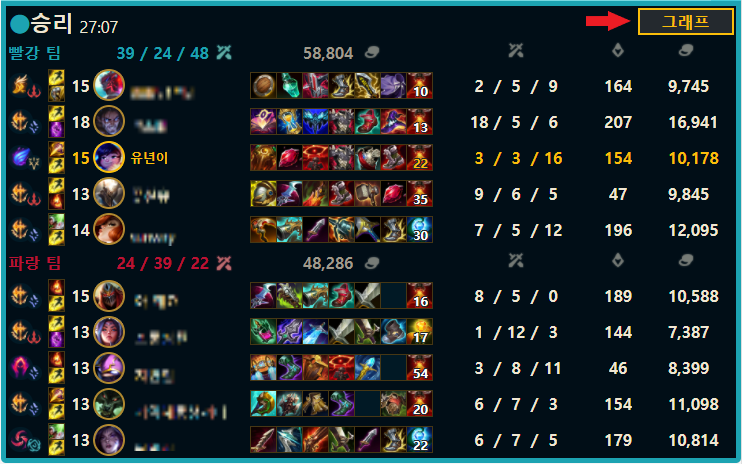 승리 27:07 그래프
빨강 팀 39 / 24 / 48 58,804
15 10 2 / 5 / 9 164 9,745
18 13 18 / 5 / 6 207 16,941
15 유년이 22 3 / 3 / 16 154 10,178
13 35 9 / 6 / 5 47 9,845
14 30 7 / 5 / 12 196 12,095
파랑 팀 24 / 39 / 22 48,286
15 16 8 / 5 / 0 189 10,588
13 17 1 / 12 / 3 144 7,387
13 54 3 / 8 / 11 46 8,399
13 20 6 / 7 / 3 154 11,098
13 22 6 / 7 / 5 179 10,814